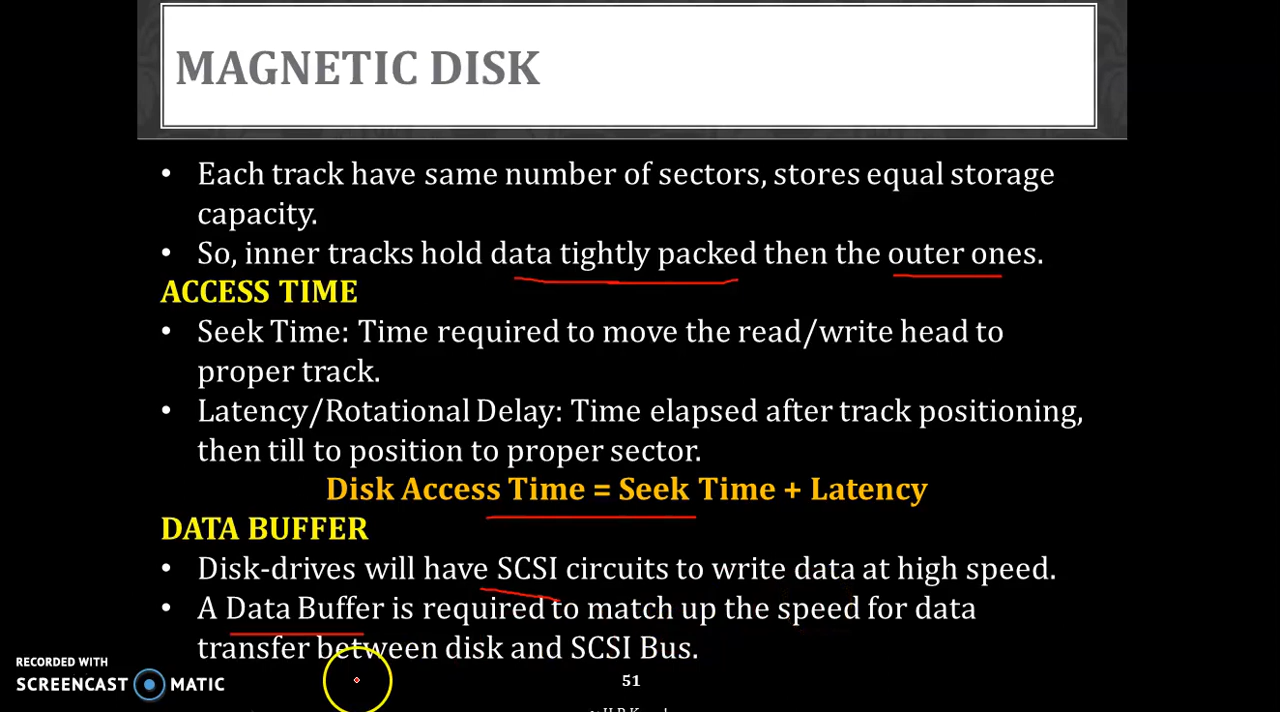 MAGNETIC DISK
• Each track have same number of sectors, stores equal storage
capacity.
• So, inner tracks hold data tightly packed then the outer ones.
ACCESS TIME
• Seek Time: Time required to move the read/write head to
proper track.
• Latency/Rotational Delay: Time elapsed after track positioning,
then till to position to proper sector.
Disk Access Time = Seek Time + Latency
DATA BUFFER
• Disk-drives will have SCSI circuits to write data at high speed.
• A Data Buffer is required to match up the speed for data
transfer between disk and SCSI Bus.
RECORDED WITH
SCREENCAST MATIC
51